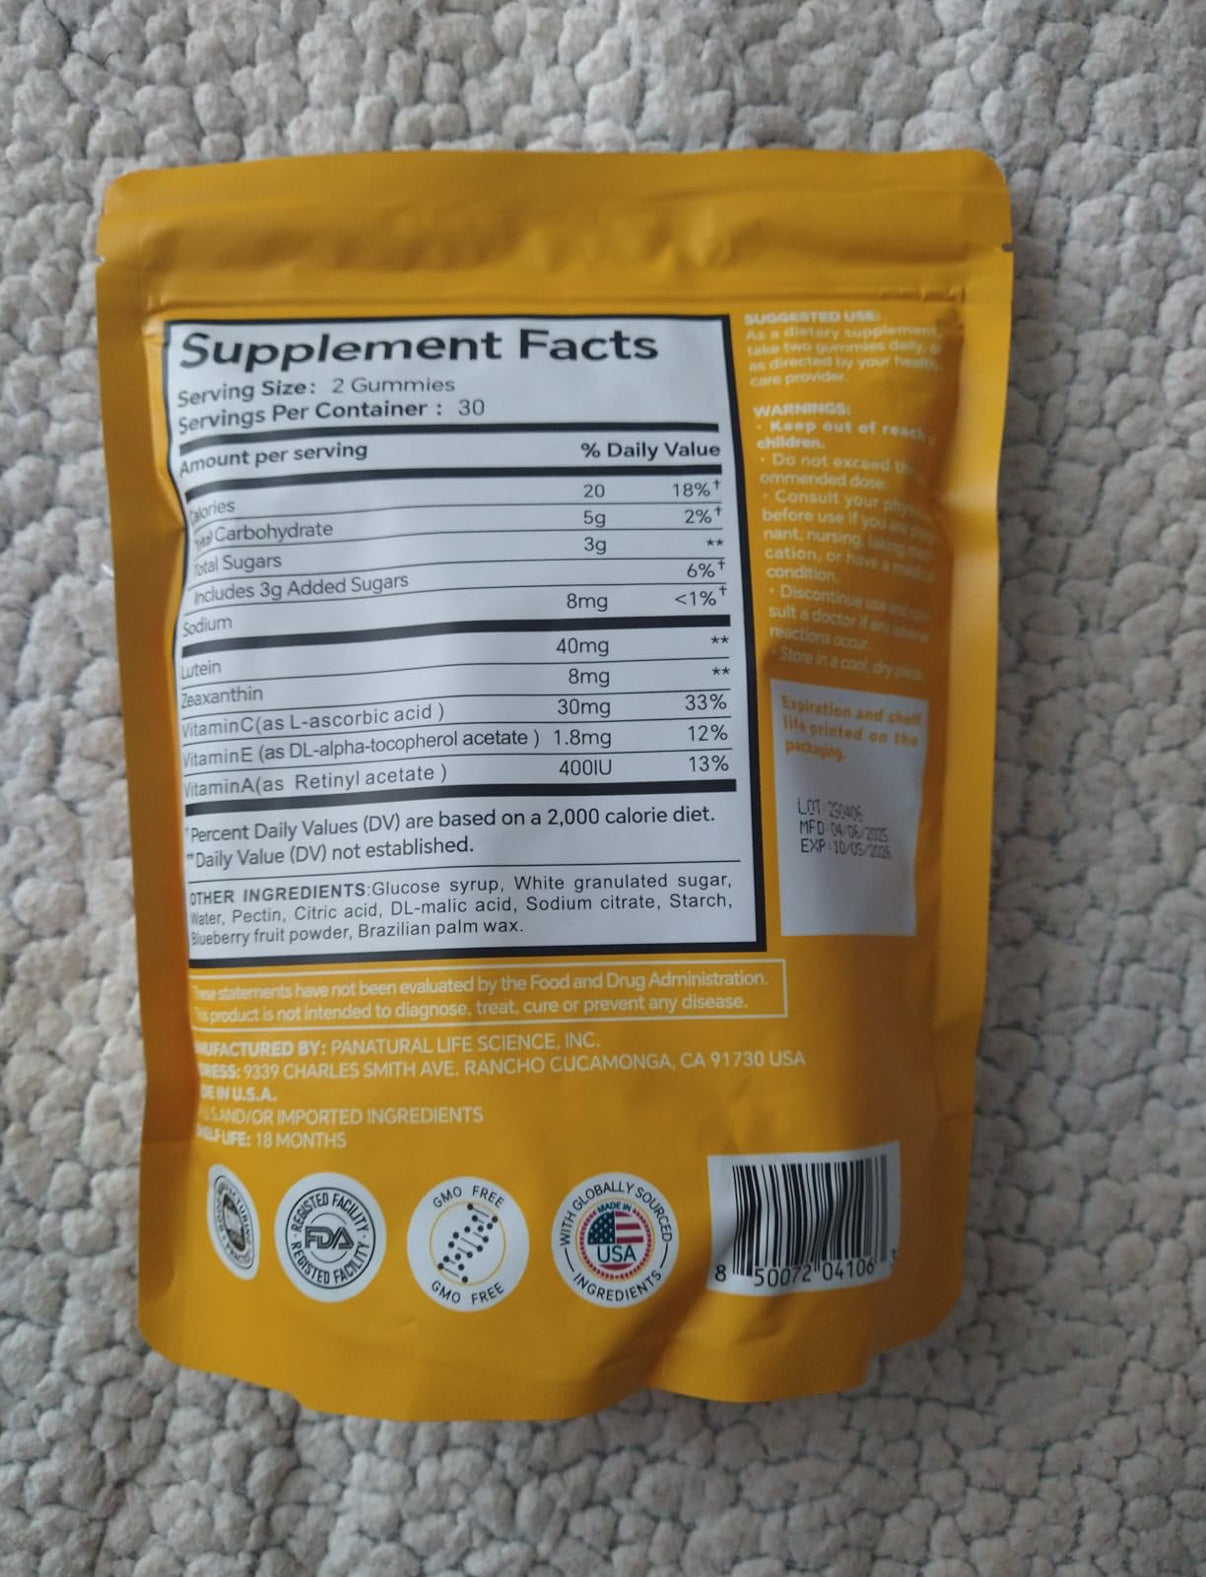 Supplement Facts
Serving Size: 2 Gummies
Servings Per Container : 30
Amount per serving % Daily Value
Calories 20 18%†
Total Carbohydrate 5g 2%†
Total Sugars 3g **
Includes 3g Added Sugars 6%†
Sodium 8mg <1%†
Lutein 40mg **
Zeaxanthin 8mg **
VitaminC(as L-ascorbic acid ) 30mg 33%
VitaminE (as DL-alpha-tocopherol acetate ) 1.8mg 12%
VitaminA(as Retinyl acetate ) 400IU 13%
†Percent Daily Values (DV) are based on a 2,000 calorie diet.
**Daily Value (DV) not established.
OTHER INGREDIENTS:Glucose syrup, White granulated sugar,
Water, Pectin, Citric acid, DL-malic acid, Sodium citrate, Starch,
Blueberry fruit powder, Brazilian palm wax.
These statements have not been evaluated by the Food and Drug Administration.
This product is not intended to diagnose, treat, cure or prevent any disease.
SUGGESTED USE:
As a dietary supplement,
take two gummies daily, or
as directed by your health
care provider.
WARNINGS:
· Keep out of reach
children.
· Do not exceed
ommended dose.
· Consult your
before use if you are
nant, nursing, taking
cation, or have a medical
condition.
· Discontinue use and
sult a doctor if any
reactions occur.
· Store in a cool, dry place.
Expiration and shelf
life printed on the
packaging.
LOT:250406
MFD:04/06/2025
EXP:10/05/2026
MANUFACTURED BY: PANATURAL LIFE SCIENCE, INC.
ADDRESS: 9339 CHARLES SMITH AVE. RANCHO CUCAMONGA, CA 91730 USA
MADE IN U.S.A.
U.S AND/OR IMPORTED INGREDIENTS
SHELF LIFE: 18 MONTHS
REGISTERED FACILITY
FDA
REGISTED FACILITY
GMO FREE
GMO FREE
WITH GLOBALLY SOURCED
MADE IN
USA
INGREDIENTS
8 50072 04106